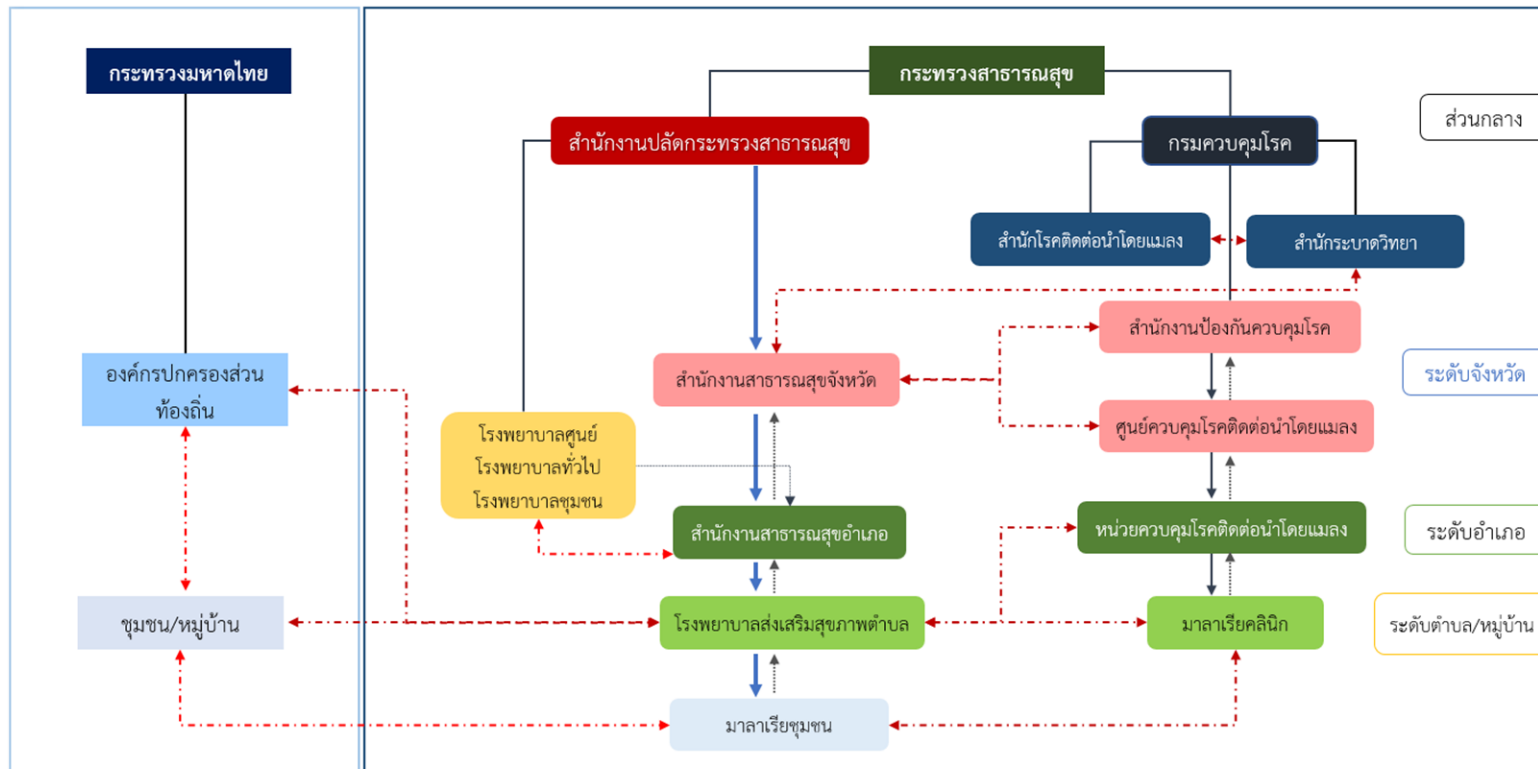 กระทรวงมหาดไทย
กระทรวงสาธารณสุข
ส่วนกลาง
สำนักงานปลัดกระทรวงสาธารณสุข
กรมควบคุมโรค
สำนักโรคติดต่อนำโดยแมลง
สำนักระบาดวิทยา
สำนักงานป้องกันควบคุมโรค
องค์กรปกครองส่วน
ท้องถิ่น
สำนักงานสาธารณสุขจังหวัด
ระดับจังหวัด
ศูนย์ควบคุมโรคติดต่อนำโดยแมลง
โรงพยาบาลศูนย์
โรงพยาบาลทั่วไป
โรงพยาบาลชุมชน
สำนักงานสาธารณสุขอำเภอ
หน่วยควบคุมโรคติดต่อนำโดยแมลง
ระดับอำเภอ
ชุมชน/หมู่บ้าน
โรงพยาบาลส่งเสริมสุขภาพตำบล
มาลาเรียคลินิก
ระดับตำบล/หมู่บ้าน
มาลาเรียชุมชน